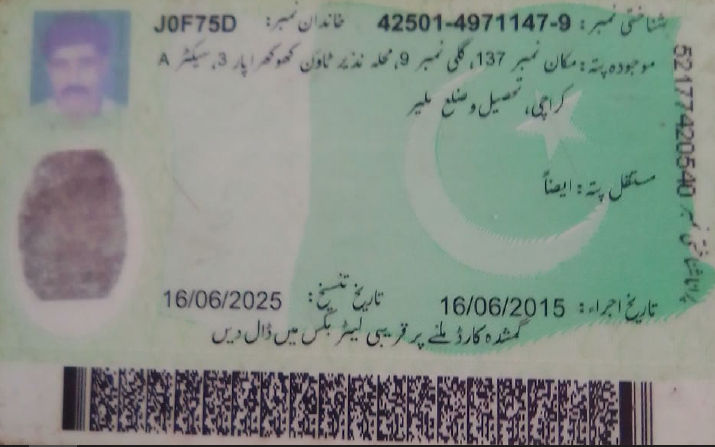 شناختی نمبر: 42501-4971147-9 خاندان نمبر: J0F75D
موجودہ پتہ: مکان نمبر 137، گلی نمبر 9، محلہ نذیر ٹاؤن کھوکھراپار 3، سیکٹر A
کراچی، تحصیل و ضلع ملیر
مستقل پتہ: ایضاً
تاریخ اجراء: 16/06/2015 تاریخ تنسیخ: 16/06/2025
گمشدہ کارڈ ملنے پر قریبی لیٹر بکس میں ڈال دیں
52177420540